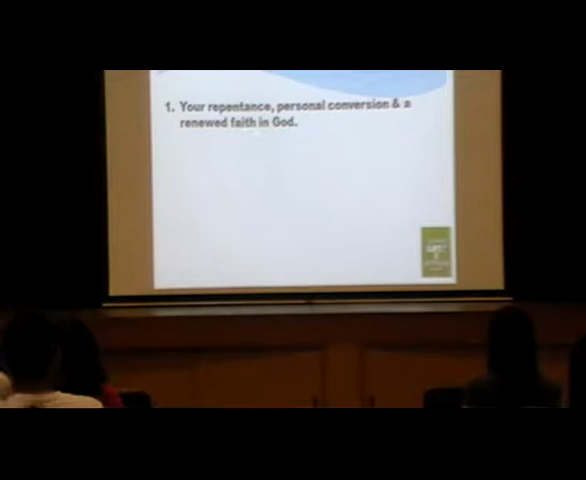 1. Your repentance, personal conversion & a
renewed faith in God.